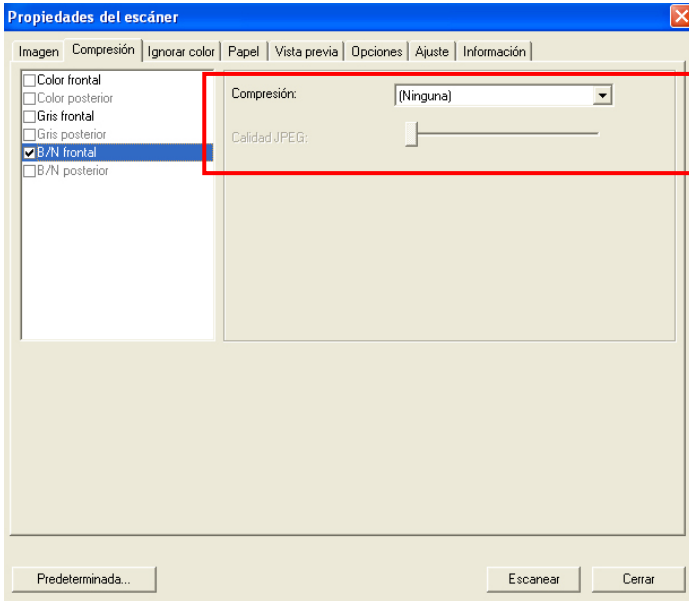 Propiedades del escáner
Imagen Compresión Ignorar color Papel Vista previa Opciones Ajuste Información
Color frontal
Color posterior
Gris frontal
Gris posterior
B/N frontal
B/N posterior
Compresión: (Ninguna)
Calidad JPEG:
Predeterminada... Escanear Cerrar